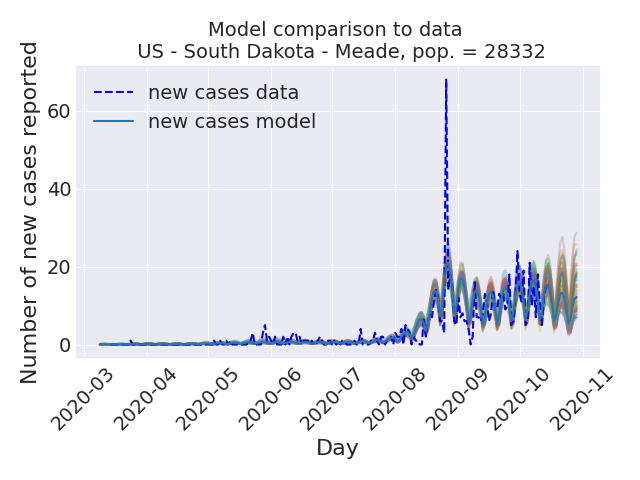 Model comparison to data
US - South Dakota - Meade, pop. = 28332
new cases data
new cases model
Number of new cases reported
60
40
20
0
2020-03
2020-04
2020-05
2020-06
2020-07
2020-08
2020-09
2020-10
2020-11
Day